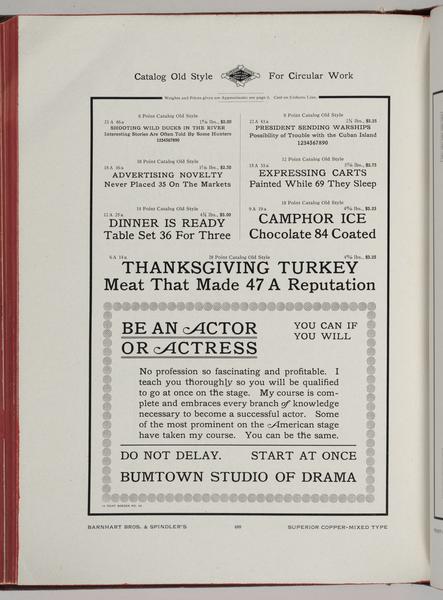 Catalog Old Style For Circular Work
Weights and Prices given are Approximate; see page 5. Cast on Uniform Line.
6 Point Catalog Old Style
SHOOTING WILD DUCKS IN THE RIVER
Interesting Stories Are Often Told By Some Hunters
1234567890
8 Point Catalog Old Style
PRESIDENT SENDING WARSHIPS
Possibility of Trouble with the Cuban Island
1234567890
10 Point Catalog Old Style
ADVERTISING NOVELTY
Never Placed 35 On The Markets
12 Point Catalog Old Style
EXPRESSING CARTS
Painted While 69 They Sleep
14 Point Catalog Old Style
DINNER IS READY
Table Set 36 For Three
18 Point Catalog Old Style
CAMPHOR ICE
Chocolate 84 Coated
THANKSGIVING TURKEY
Meat That Made 47 A Reputation
BE AN ACTOR
OR ACTRESS
YOU CAN IF
YOU WILL
No profession so fascinating and profitable. I
teach you thoroughly so you will be qualified
to go at once on the stage. My course is com-
plete and embraces every branch of knowledge
necessary to become a successful actor. Some
of the most prominent on the American stage
have taken my course. You can be the same.
DO NOT DELAY. START AT ONCE
BUMTOWN STUDIO OF DRAMA
BARNHART BROS. & SPINDLER'S SUPERIOR COPPER-MIXED TYPE